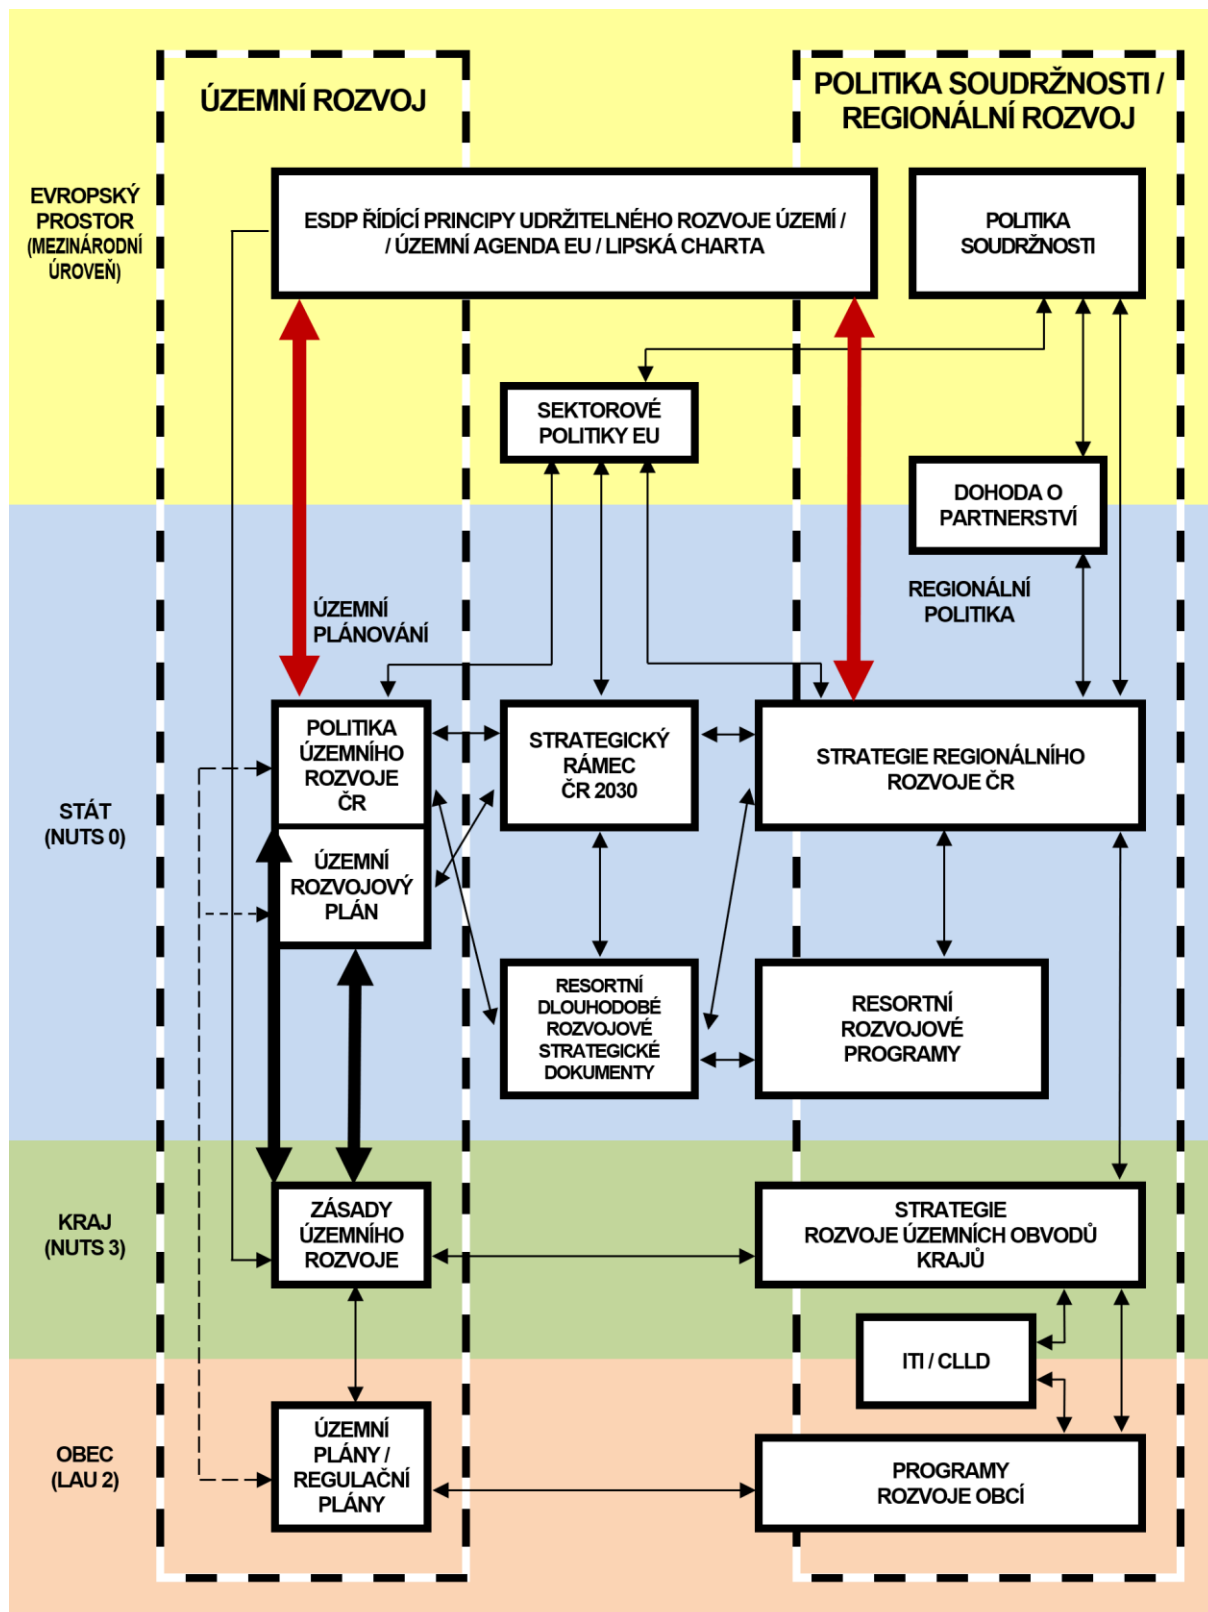 ÚZEMNÍ ROZVOJ
POLITIKA SOUDRŽNOSTI /
REGIONÁLNÍ ROZVOJ
EVROPSKÝ
PROSTOR
(MEZINÁRODNÍ
ÚROVEŇ)
ESDP ŘÍDÍCÍ PRINCIPY UDRŽITELNÉHO ROZVOJE ÚZEMÍ /
/ ÚZEMNÍ AGENDA EU / LIPSKÁ CHARTA
POLITIKA
SOUDRŽNOSTI
SEKTOROVÉ
POLITIKY EU
DOHODA O
PARTNERSTVÍ
ÚZEMNÍ
PLÁNOVÁNÍ
REGIONÁLNÍ
POLITIKA
STÁT
(NUTS 0)
POLITIKA
ÚZEMNÍHO
ROZVOJE
ČR
STRATEGICKÝ
RÁMEC
ČR 2030
STRATEGIE REGIONÁLNÍHO
ROZVOJE ČR
ÚZEMNÍ
ROZVOJOVÝ
PLÁN
RESORTNÍ
DLOUHODOBÉ
ROZVOJOVÉ
STRATEGICKÉ
DOKUMENTY
RESORTNÍ
ROZVOJOVÉ
PROGRAMY
KRAJ
(NUTS 3)
ZÁSADY
ÚZEMNÍHO
ROZVOJE
STRATEGIE
ROZVOJE ÚZEMNÍCH OBVODŮ
KRAJŮ
ITI / CLLD
OBEC
(LAU 2)
ÚZEMNÍ
PLÁNY /
REGULAČNÍ
PLÁNY
PROGRAMY
ROZVOJE OBCÍ